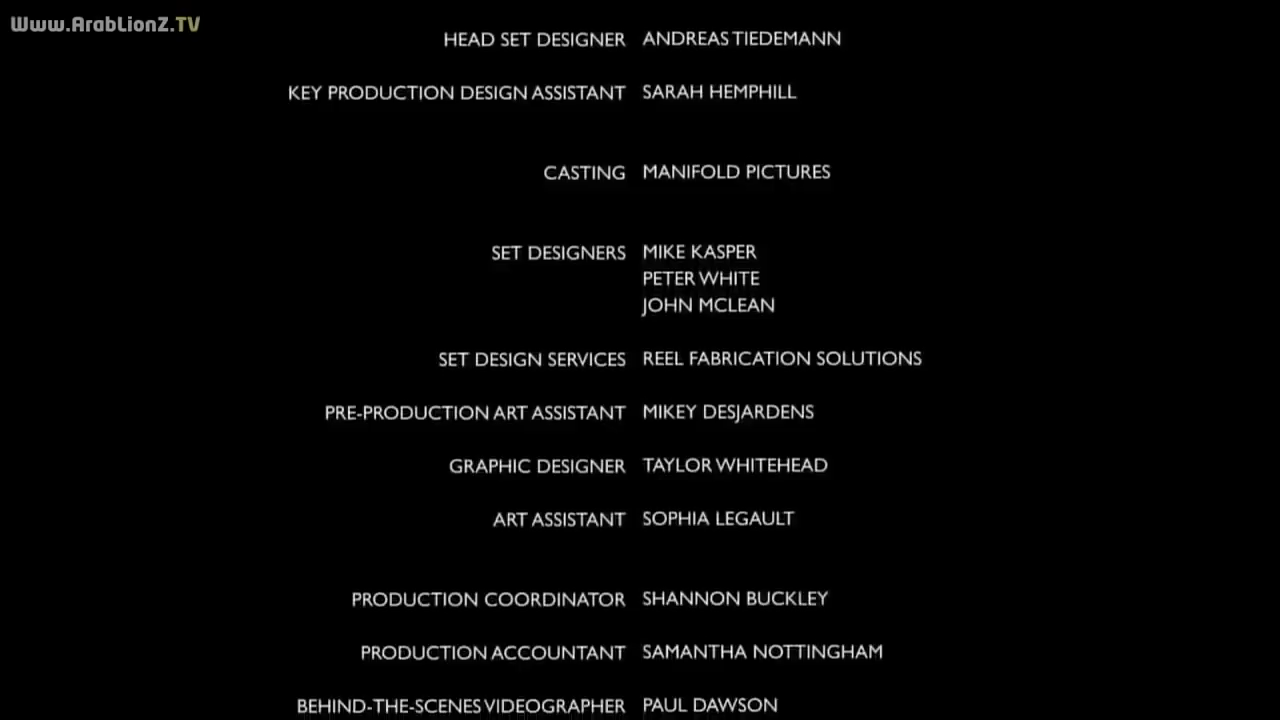 Www.ArabLionZ.TV
HEAD SET DESIGNER ANDREAS TIEDEMANN
KEY PRODUCTION DESIGN ASSISTANT SARAH HEMPHILL
CASTING MANIFOLD PICTURES
SET DESIGNERS MIKE KASPER
PETER WHITE
JOHN MCLEAN
SET DESIGN SERVICES REEL FABRICATION SOLUTIONS
PRE-PRODUCTION ART ASSISTANT MIKEY DESJARDENS
GRAPHIC DESIGNER TAYLOR WHITEHEAD
ART ASSISTANT SOPHIA LEGAULT
PRODUCTION COORDINATOR SHANNON BUCKLEY
PRODUCTION ACCOUNTANT SAMANTHA NOTTINGHAM
BEHIND-THE-SCENES VIDEOGRAPHER PAUL DAWSON